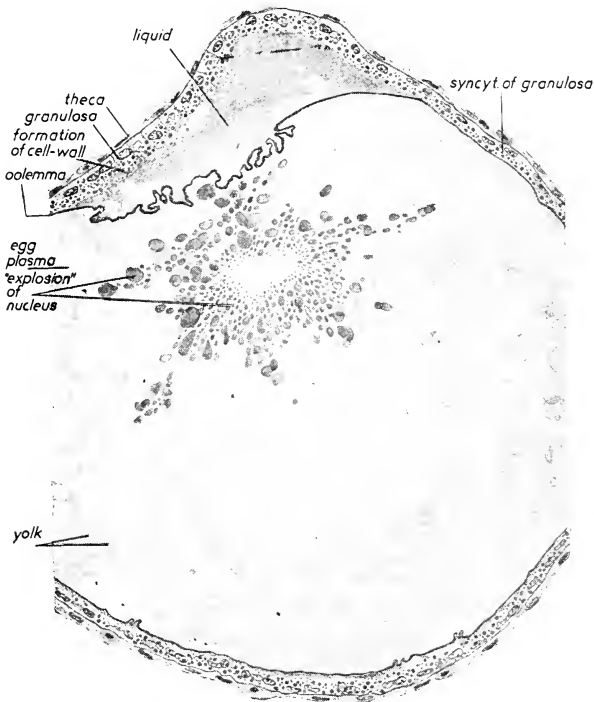 liquid
syncyt. of granulosa
theca
granulosa
formation
of cell-wall
oolemma
egg
plasma
"explosion"
of
nucleus
yolk